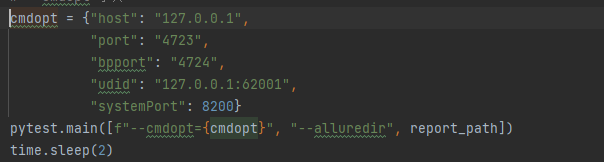 cmdopt = {"host": "127.0.0.1",
"port": "4723",
"bpport": "4724",
"udid": "127.0.0.1:62001",
"systemPort": 8200}
pytest.main([f"--cmdopt={cmdopt}", "--alluredir", report_path])
time.sleep(2)